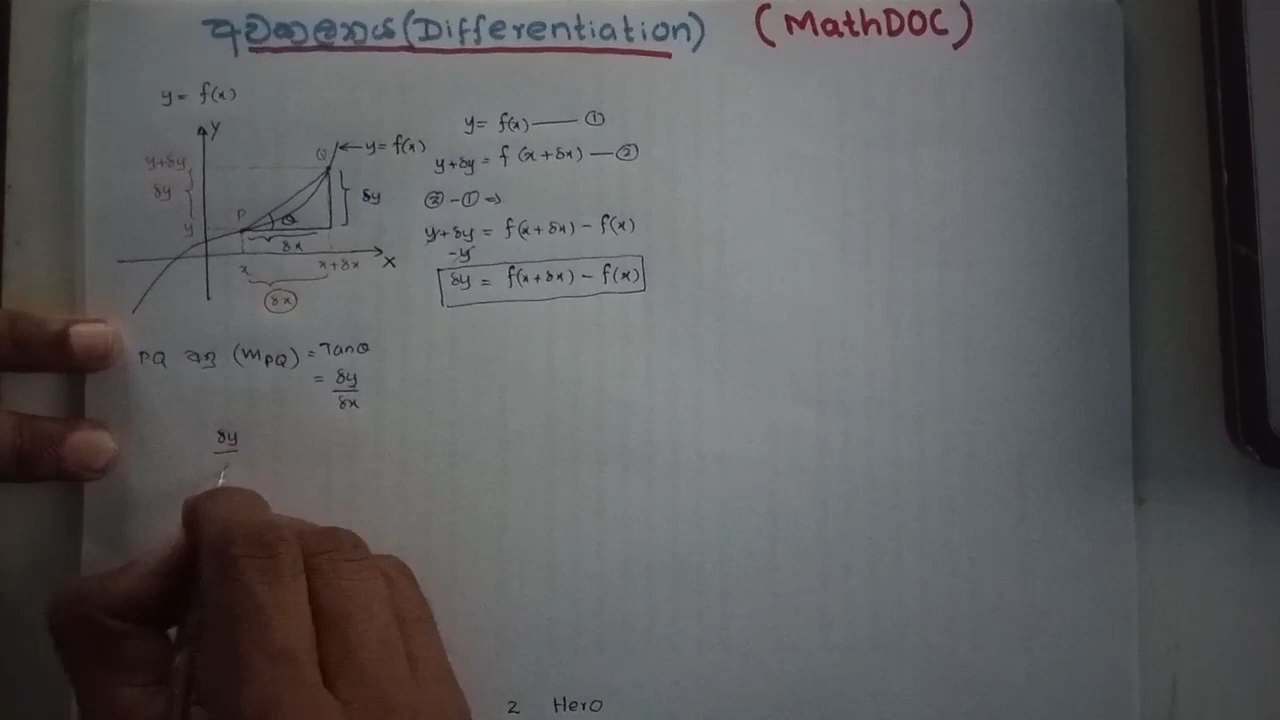 අවකලනය (Differentiation) (MathDOC)
y = f(x)
Y
y+δy
δy
y
P
Q
θ
y = f(x)
δy
δx
x
x+δx
X
δx
y = f(x) —— ①
y+δy = f (x+δx) — ②
② - ① ⇒
y+δy = f(x+δx) - f(x)
-y
δy = f(x+δx) - f(x)
PQ අනු (mPQ) = Tanθ
= δy
δx
δy
2 Hero